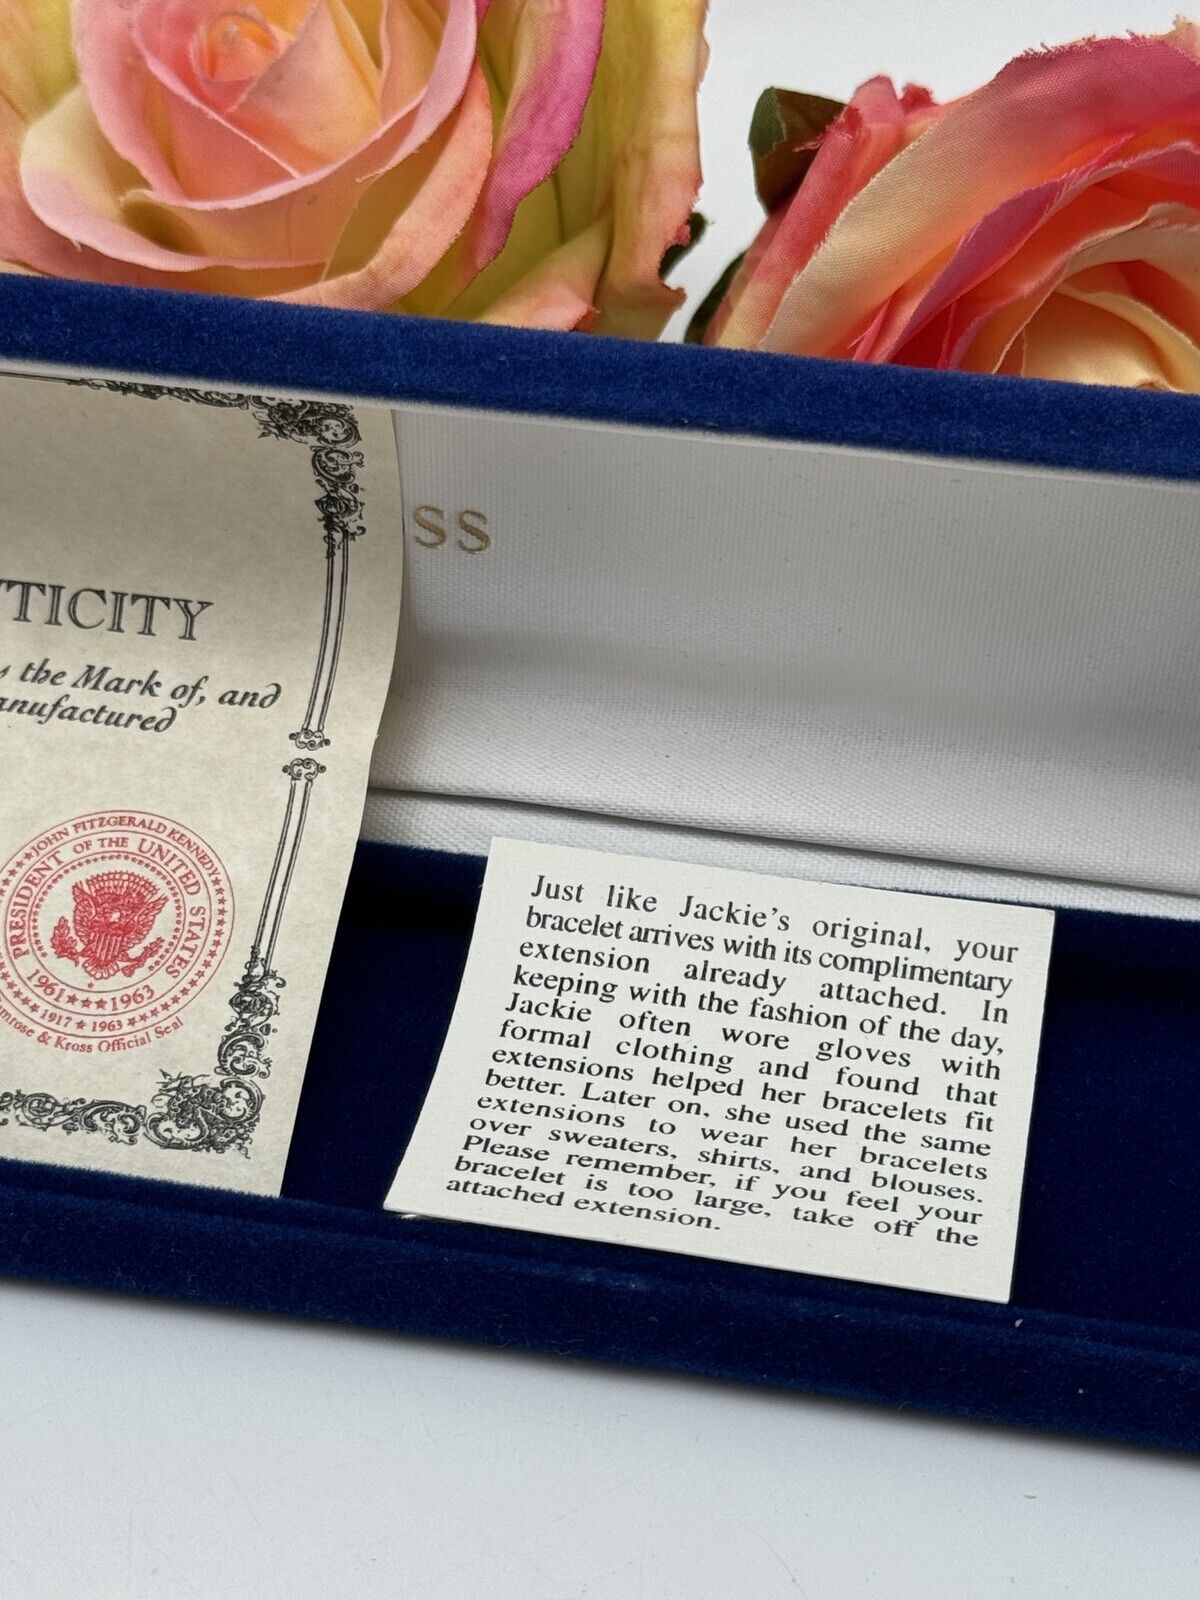 SS
TICITY
the Mark of, and
anufactured
JOHN FITZGERALD KENNEDY
PRESIDENT OF THE UNITED STATES
1961 ★★★ 1963
1917 ★ 1963
& Kross Official Seal
Just like Jackie's original, your
bracelet arrives with its complimentary
extension already attached. In
keeping with the fashion of the day,
Jackie often wore gloves with
formal clothing and found that
extensions helped her bracelets fit
better. Later on, she used the same
extensions to wear her bracelets
over sweaters, shirts, and blouses.
Please remember, if you feel your
bracelet is too large, take off the
attached extension.